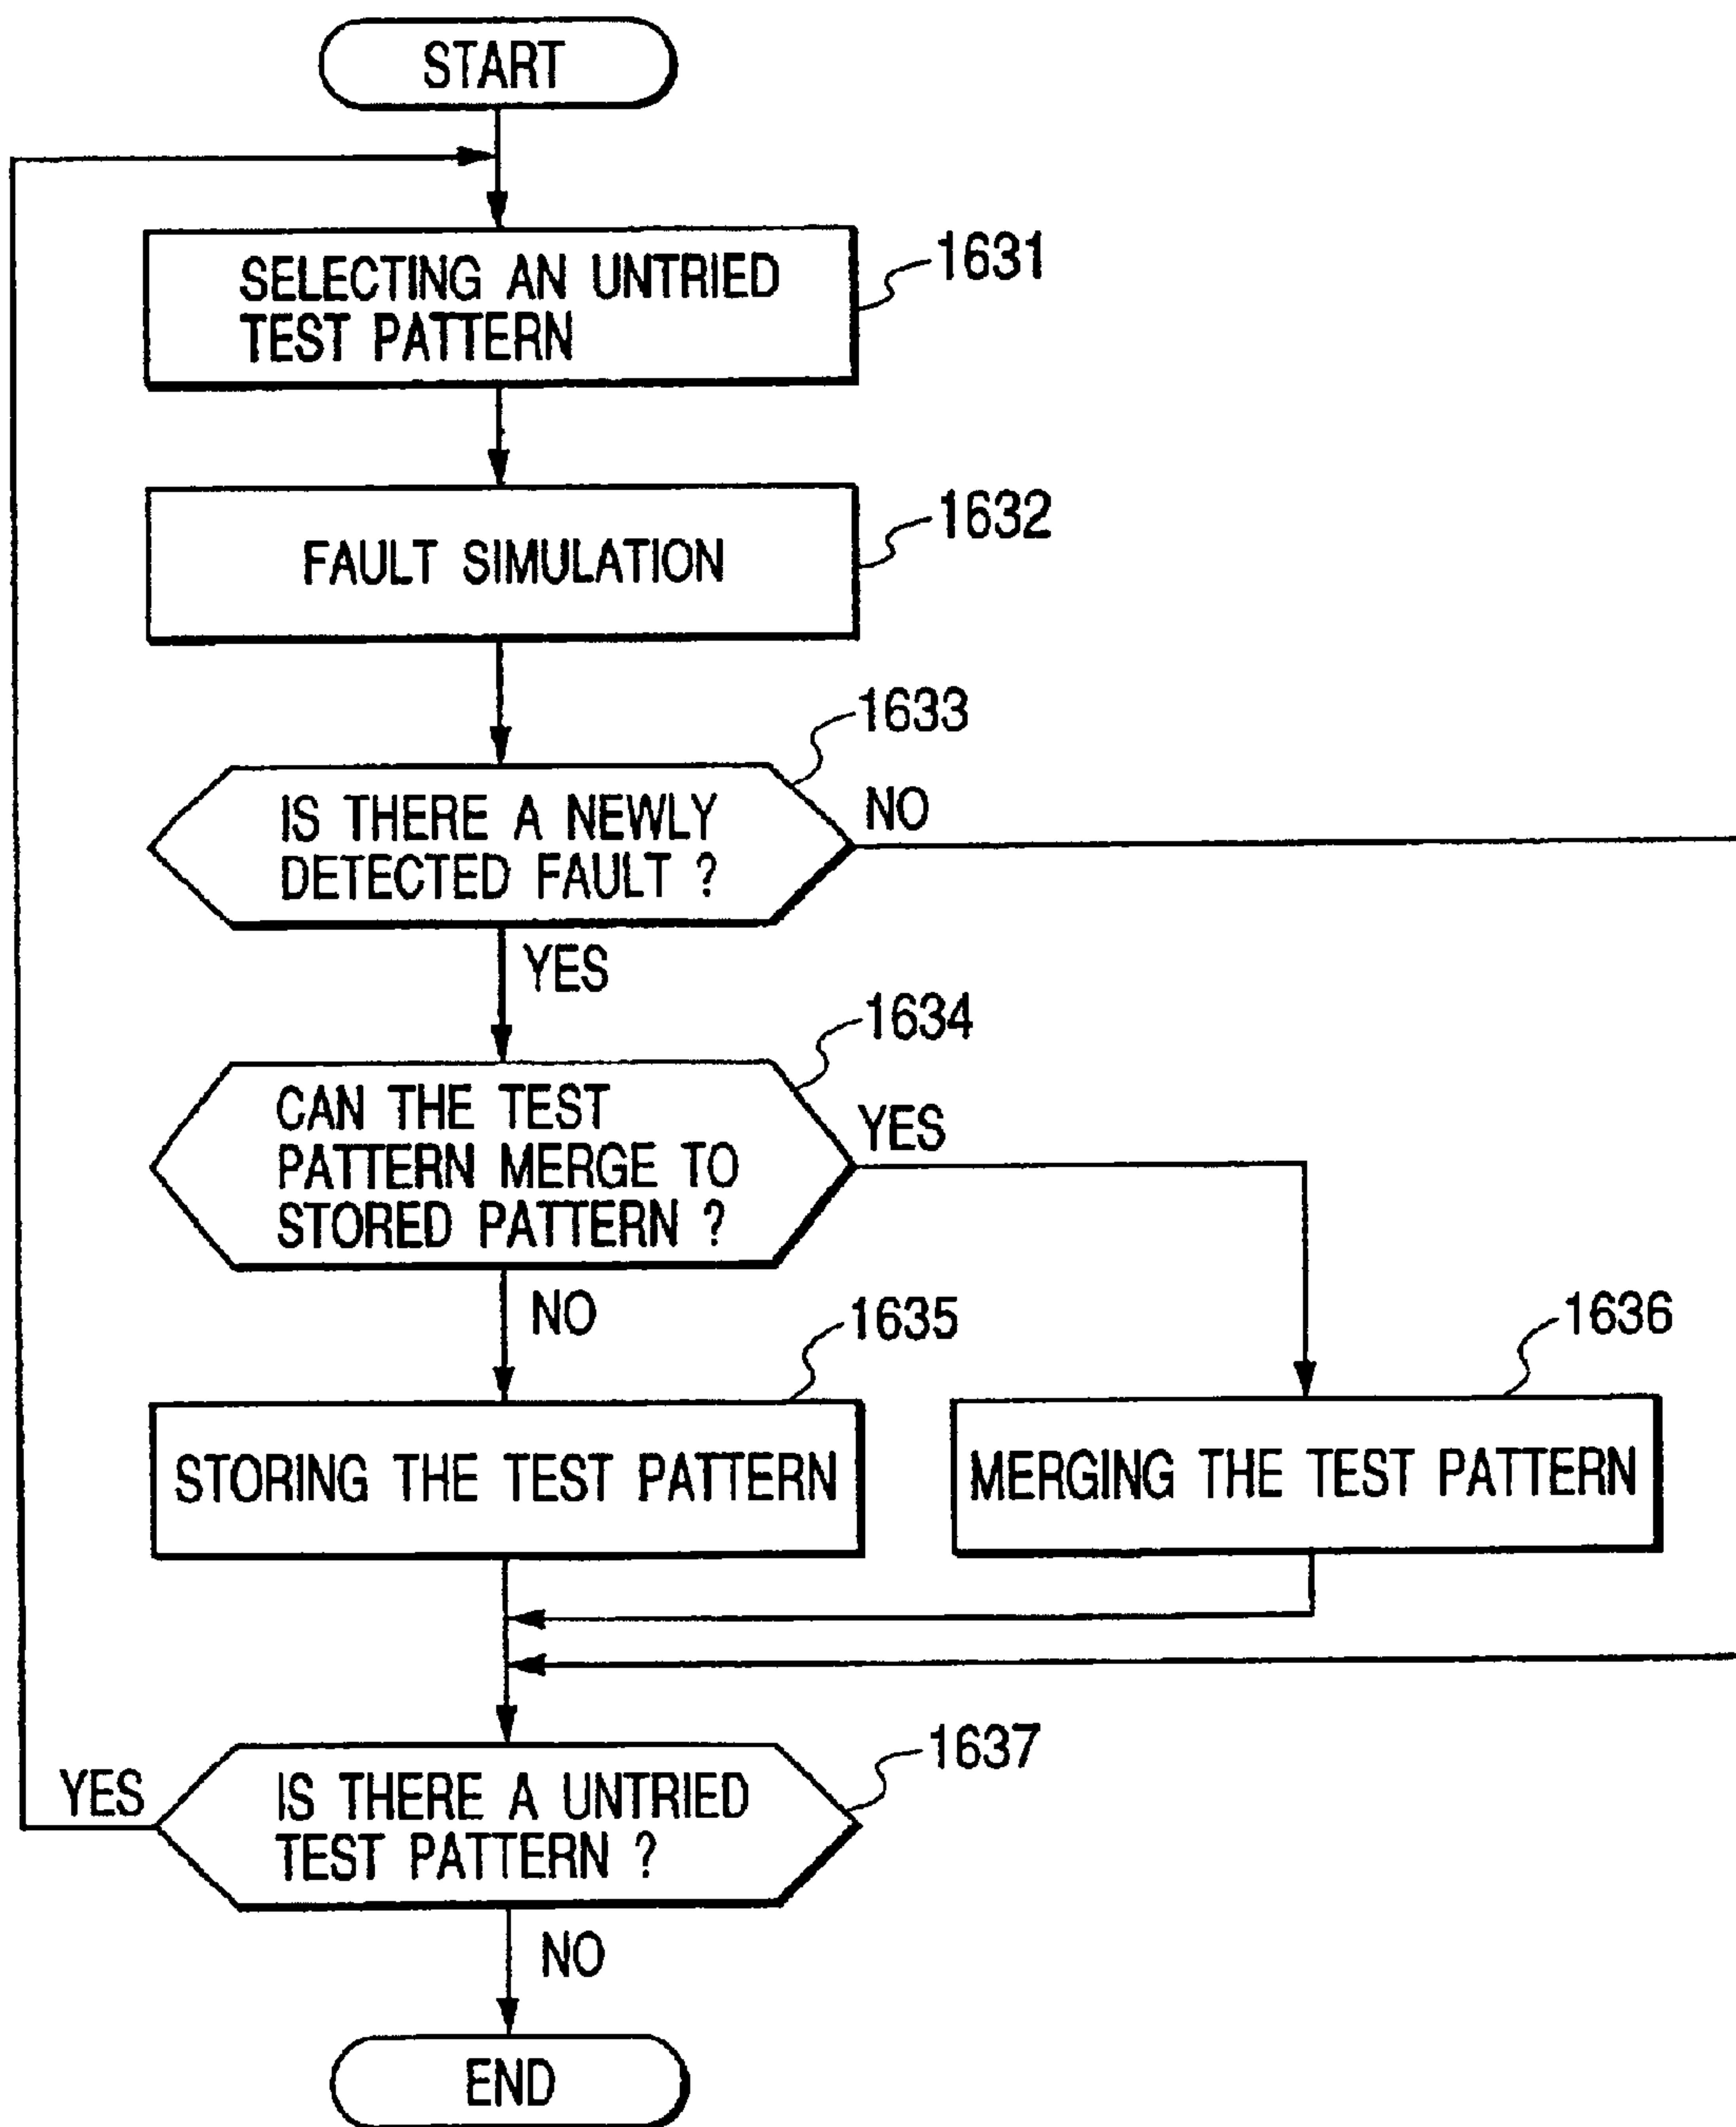 START
SELECTING AN UNTRIED
TEST PATTERN
1631
FAULT SIMULATION
1632
1633
IS THERE A NEWLY
DETECTED FAULT ?
NO
YES
1634
CAN THE TEST
PATTERN MERGE TO
STORED PATTERN ?
YES
NO
1635
1636
STORING THE TEST PATTERN
MERGING THE TEST PATTERN
1637
YES
IS THERE A UNTRIED
TEST PATTERN ?
NO
END